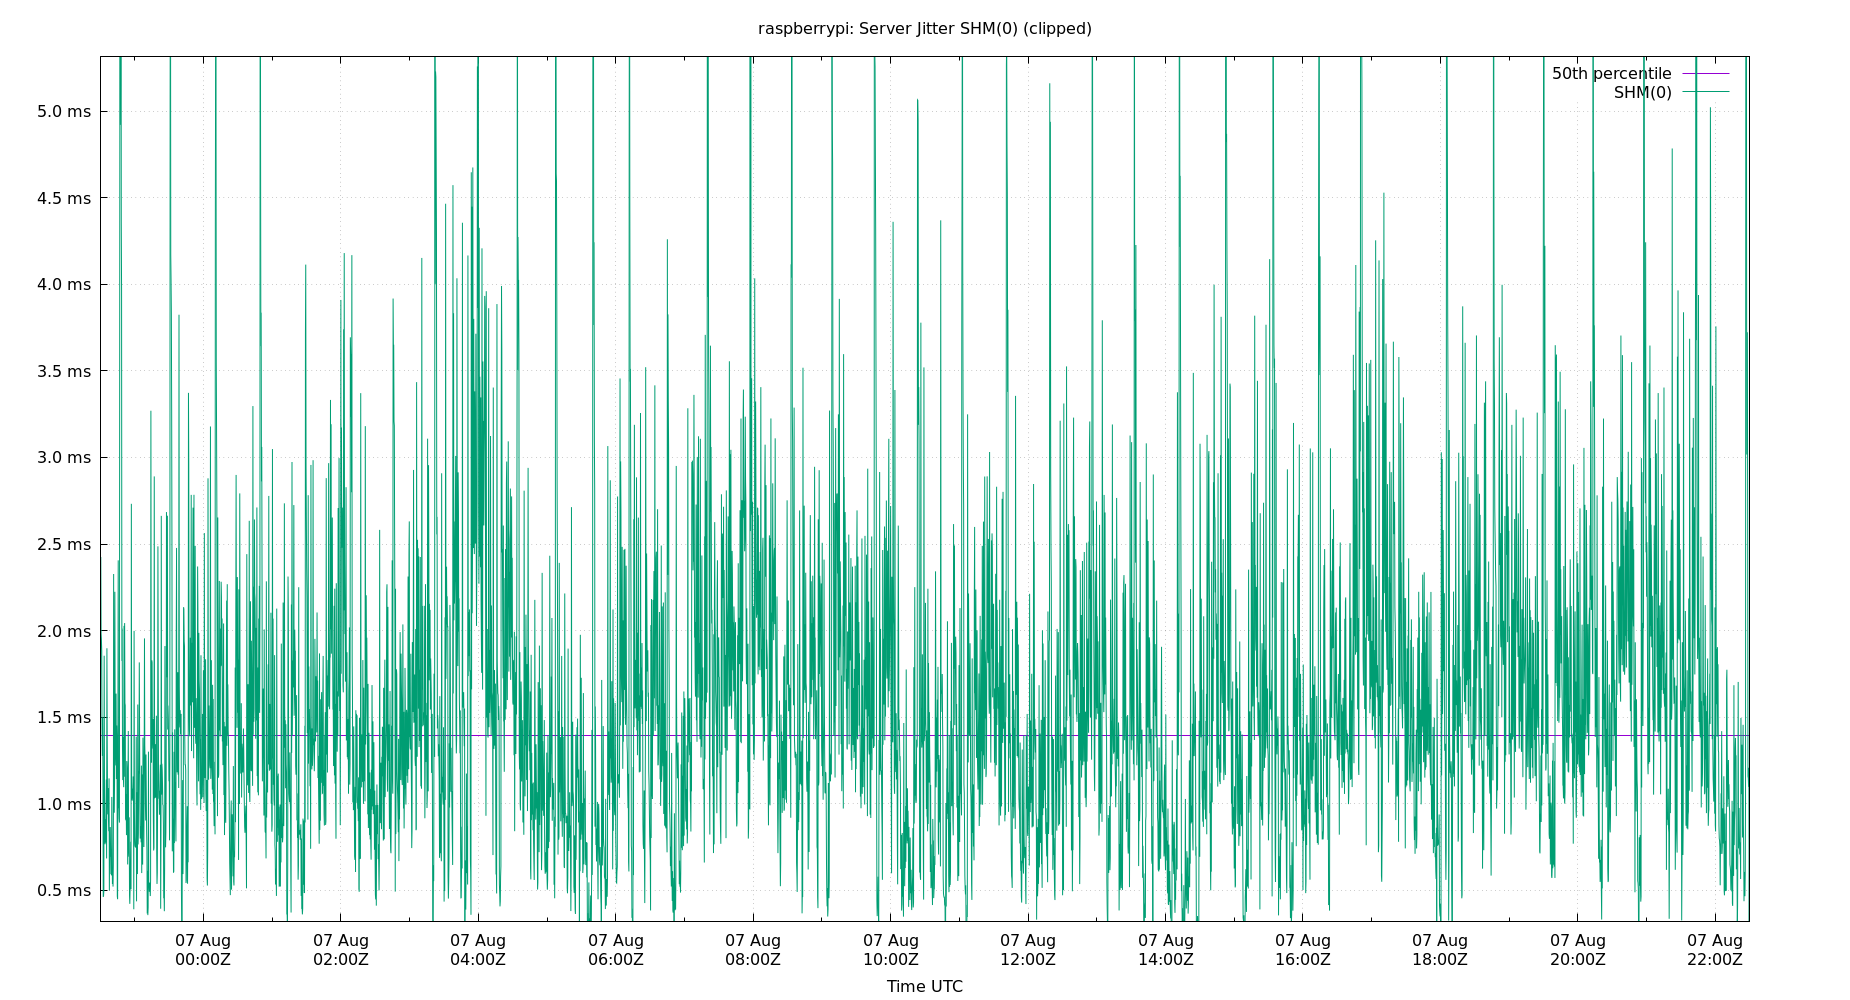 raspberrypi: Server Jitter SHM(0) (clipped)
50th percentile
SHM(0)
5.0 ms
4.5 ms
4.0 ms
3.5 ms
3.0 ms
2.5 ms
2.0 ms
1.5 ms
1.0 ms
0.5 ms
07 Aug 07 Aug 07 Aug 07 Aug 07 Aug 07 Aug 07 Aug 07 Aug 07 Aug 07 Aug 07 Aug 07 Aug
00:00Z 02:00Z 04:00Z 06:00Z 08:00Z 10:00Z 12:00Z 14:00Z 16:00Z 18:00Z 20:00Z 22:00Z
Time UTC